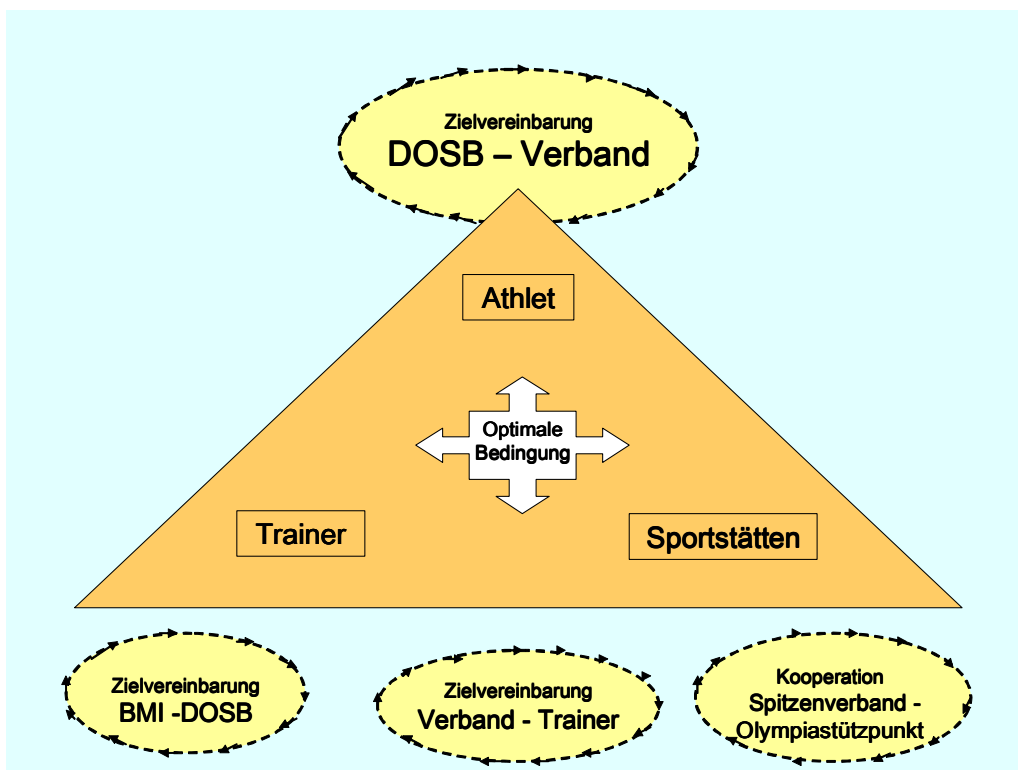 Zielvereinbarung
DOSB – Verband
Athlet
Optimale
Bedingung
Trainer
Sportstätten
Zielvereinbarung
BMI -DOSB
Zielvereinbarung
Verband - Trainer
Kooperation
Spitzenverband -
Olympiastützpunkt